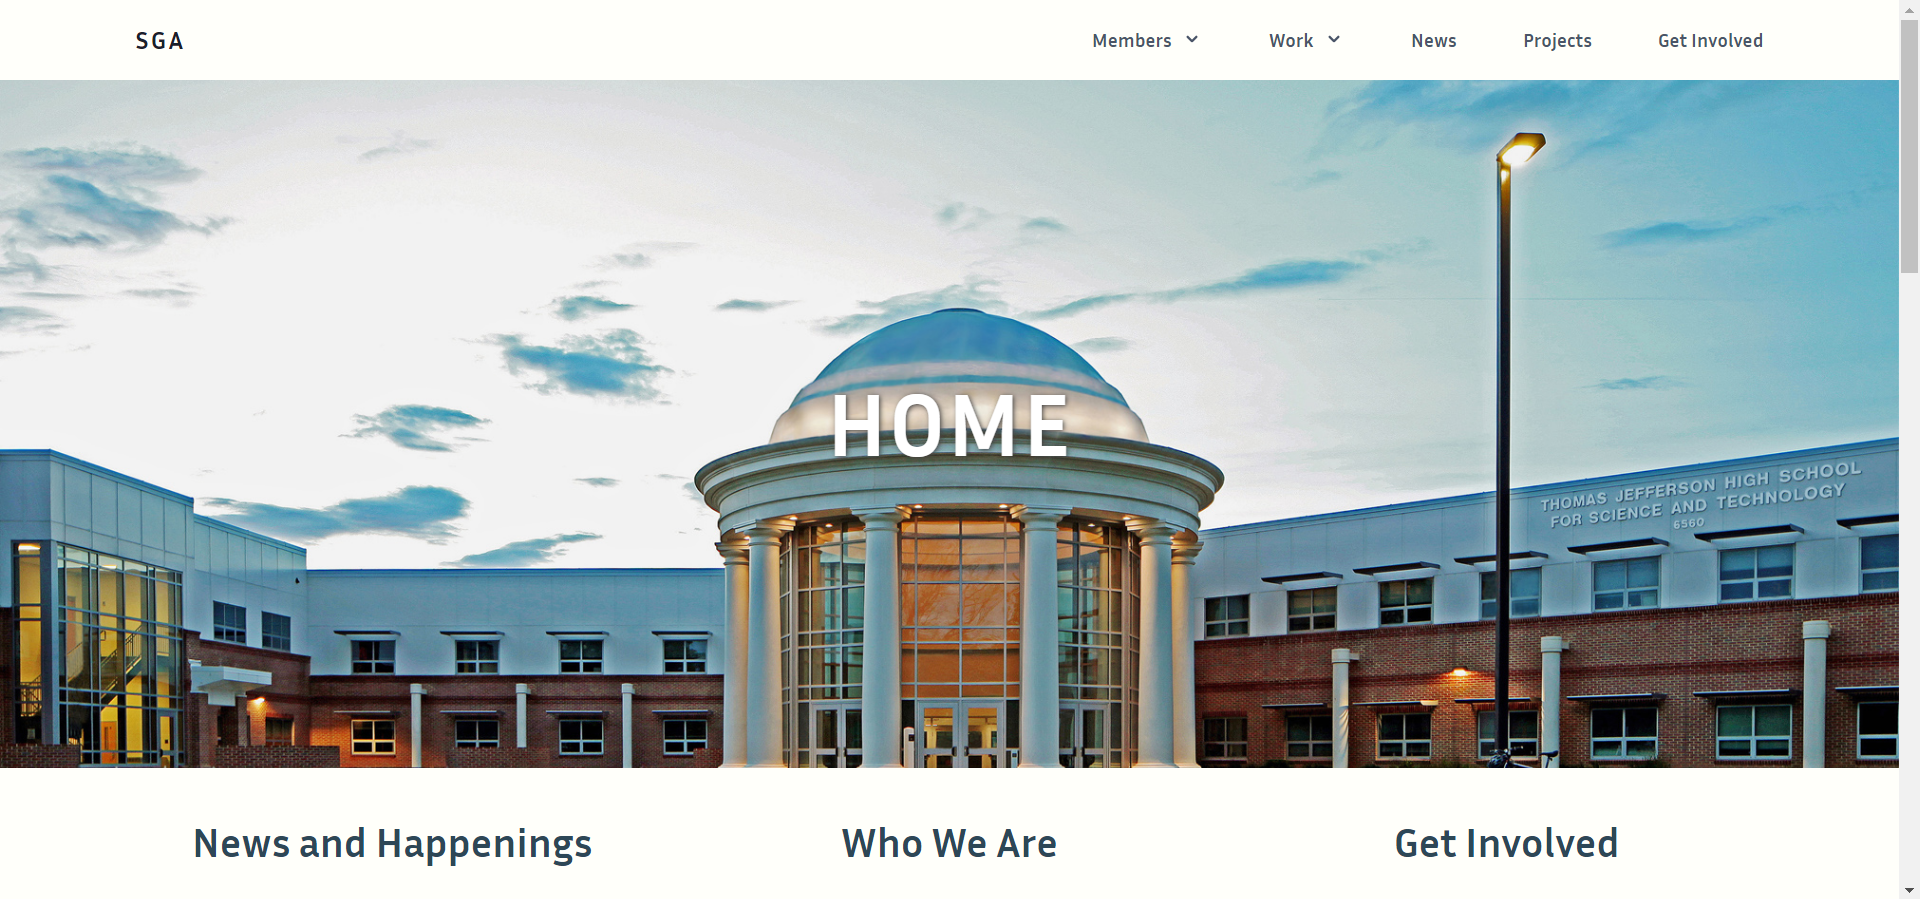 SGA
Members
Work
News
Projects
Get Involved
HOME
THOMAS JEFFERSON HIGH SCHOOL
FOR SCIENCE AND TECHNOLOGY
6560
News and Happenings
Who We Are
Get Involved